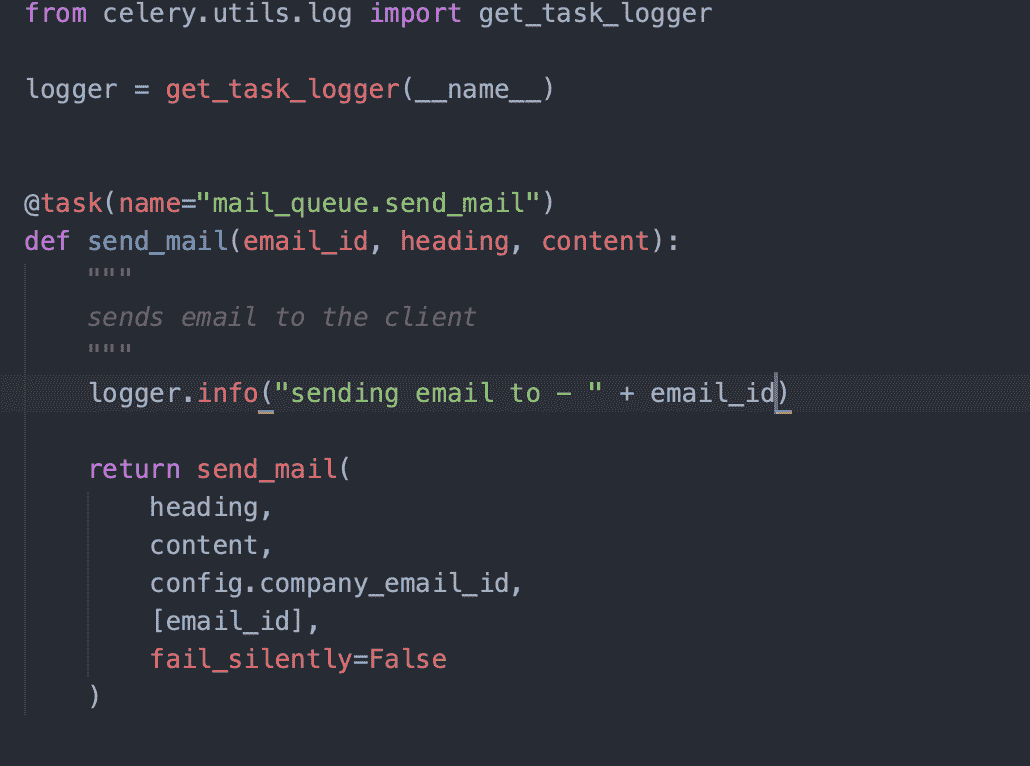 from celery.utils.log import get_task_logger
logger = get_task_logger(__name__)
@task(name="mail_queue.send_mail")
def send_mail(email_id, heading, content):
"""
sends email to the client
"""
logger.info("sending email to - " + email_id)
return send_mail(
heading,
content,
config.company_email_id,
[email_id],
fail_silently=False
)